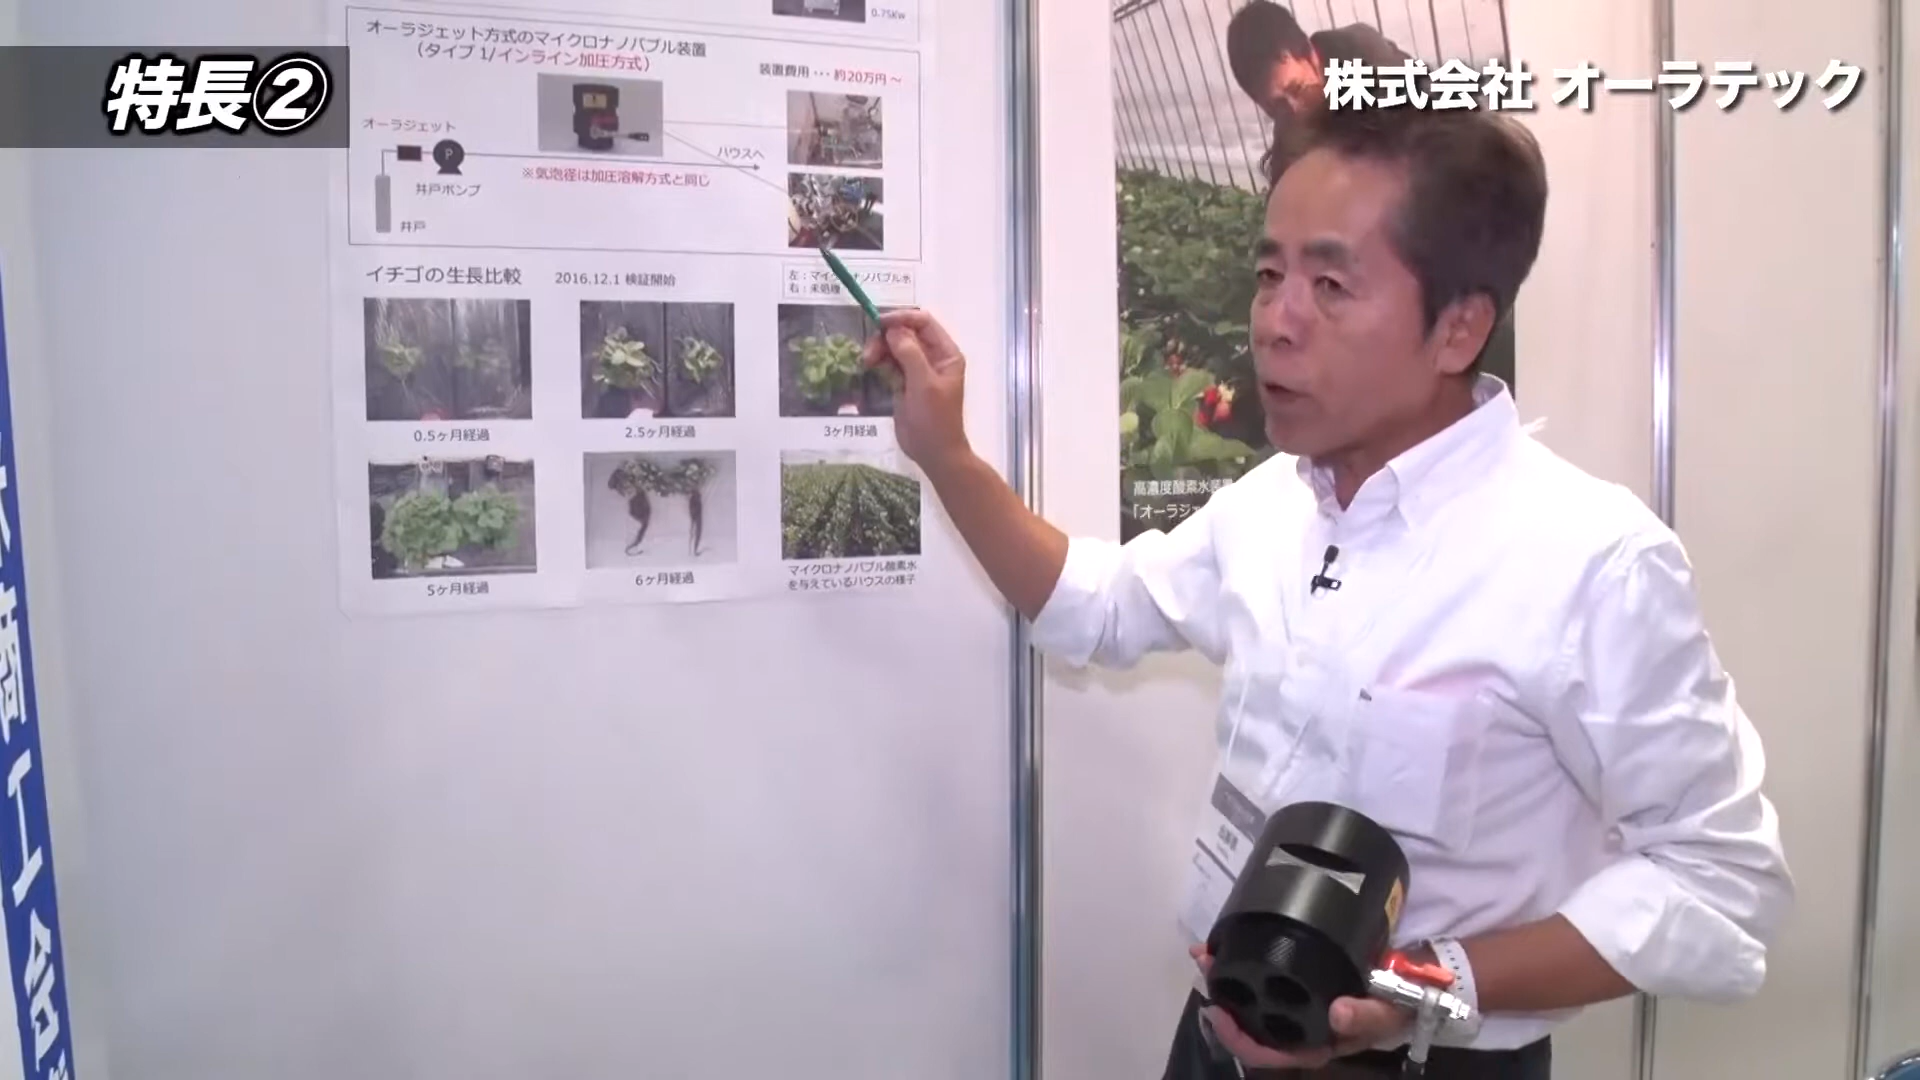 特長②
株式会社 オーラテック
0.75Kw
オーラジェット方式のマイクロナノバブル装置
(タイプ1/インライン加圧方式)
装置費用・・・約20万円～
オーラジェット
P
ハウスへ
井戸ポンプ
※気泡径は加圧溶解方式と同じ
井戸
イチゴの生長比較
2016.12.1 検証開始
左：マイクロナノバブル水
右：未処理
0.5ヶ月経過
2.5ヶ月経過
3ヶ月経過
5ヶ月経過
6ヶ月経過
マイクロナノバブル酸素水
を与えているハウスの様子
高濃度酸素水装置
「オーラジェ
商工会